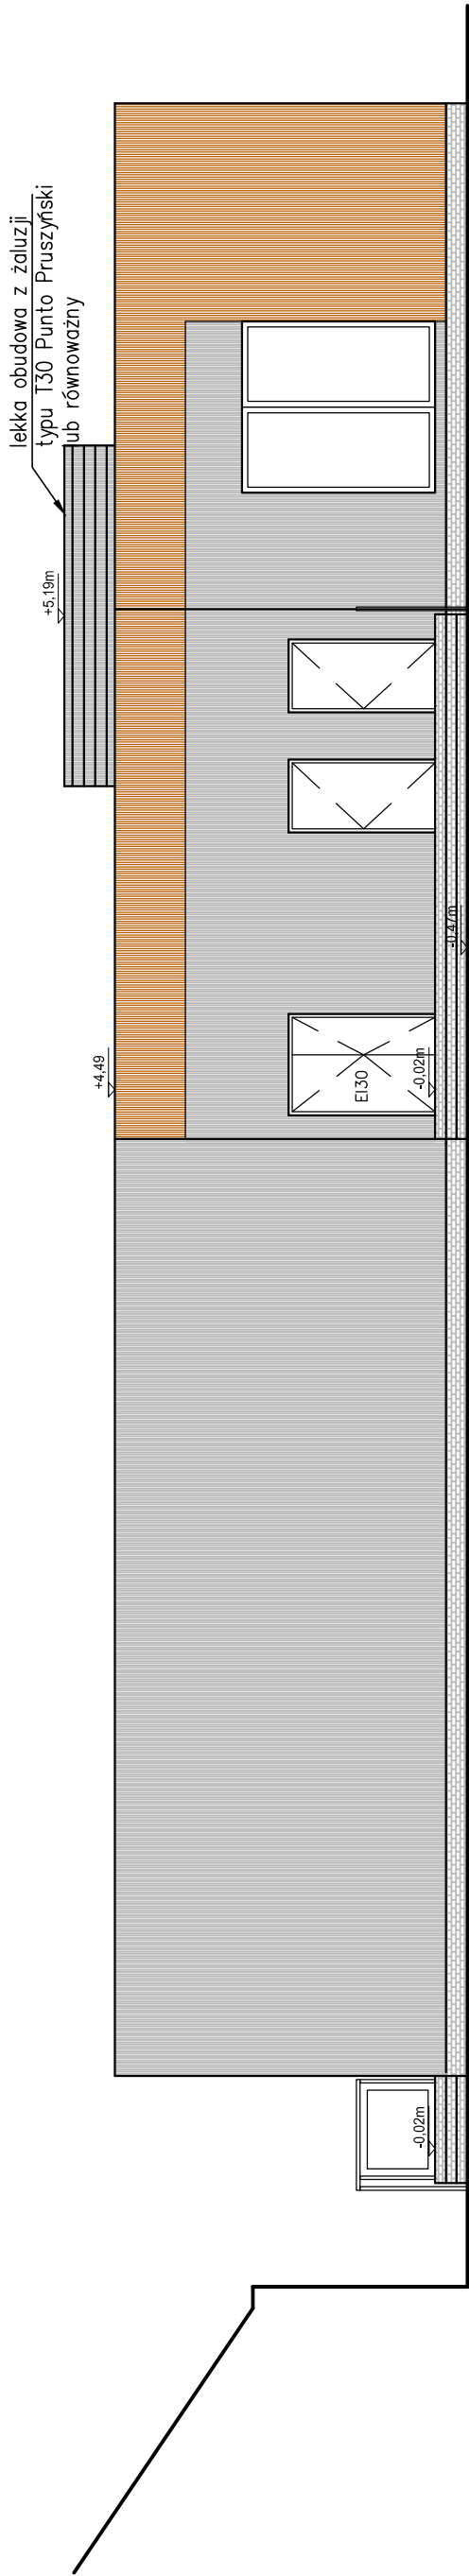 lekka obudowa z żaluzji
typu T30 Punto Pruszyński
ub równoważny
+5,19m
+4,49
EI30
-0,02m
-0,47m
-0,02m